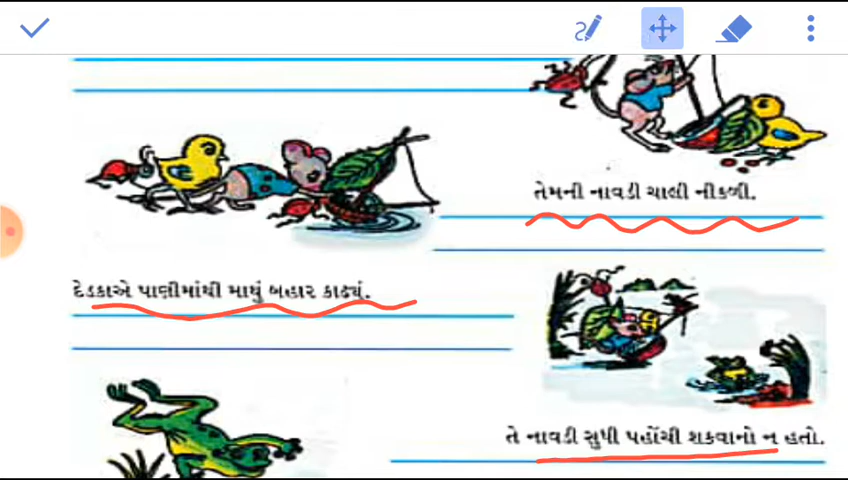 તેમની નાવડી ચાલી નીકળી.
દેડકાએ પાણીમાંથી માથું બહાર કાઢ્યું.
તે નાવડી સુધી પહોંચી શકવાનો ન હતો.